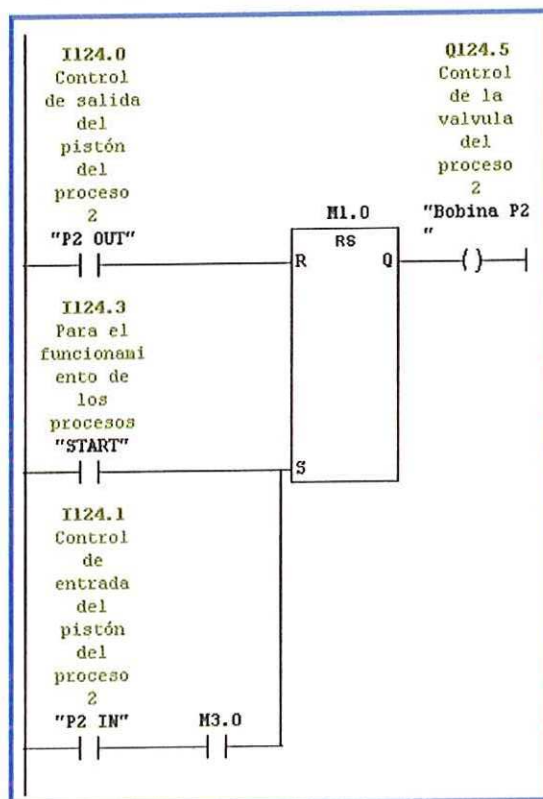 I124.0
Control
de salida
del
pistón
del
proceso
2
"P2 OUT"
Q124.5
Control
de la
valvula
del
proceso
2
"Bobina P2
"
M1.0
RS
R
Q
S
I124.3
Para el
funcionami
ento de
los
procesos
"START"
I124.1
Control
de
entrada
del
pistón
del
proceso
2
"P2 IN"
M3.0